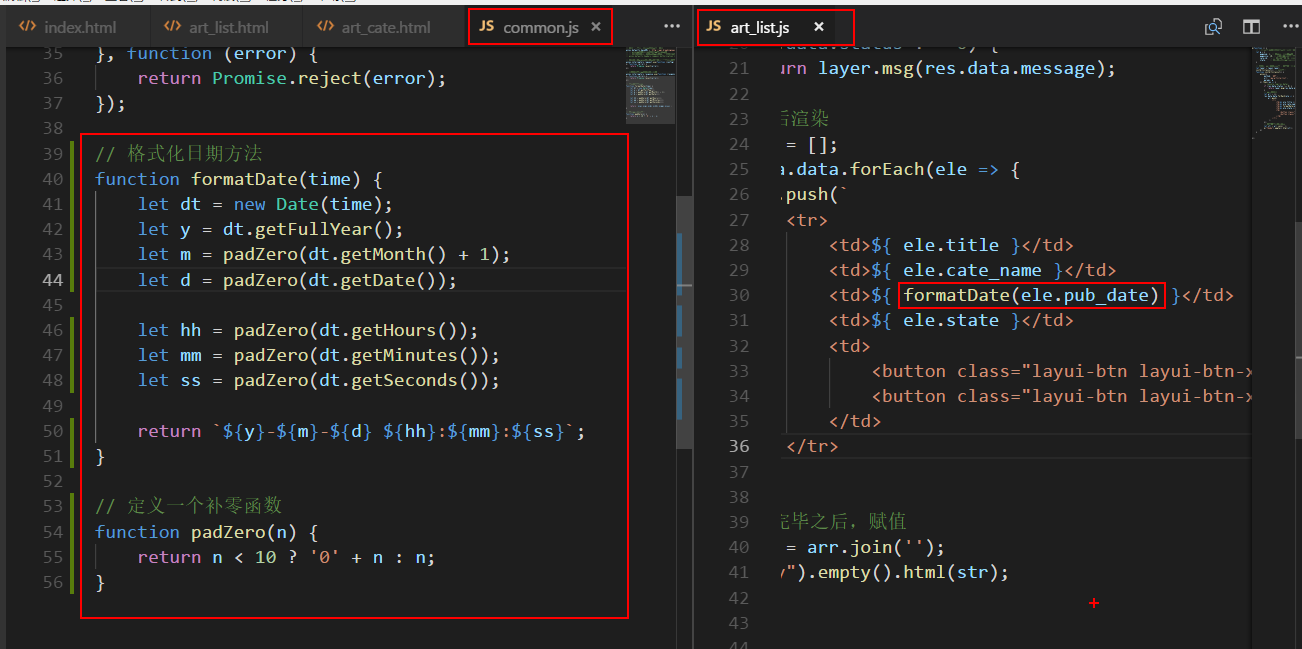 index.html
art_list.html
art_cate.html
JS common.js ×
35 }, function (error) {
36 return Promise.reject(error);
37 });
38
39 // 格式化日期方法
40 function formatDate(time) {
41 let dt = new Date(time);
42 let y = dt.getFullYear();
43 let m = padZero(dt.getMonth() + 1);
44 let d = padZero(dt.getDate());
45
46 let hh = padZero(dt.getHours());
47 let mm = padZero(dt.getMinutes());
48 let ss = padZero(dt.getSeconds());
49
50 return `${y}-${m}-${d} ${hh}:${mm}:${ss}`;
51 }
52
53 // 定义一个补零函数
54 function padZero(n) {
55 return n < 10 ? '0' + n : n;
56 }
JS art_list.js ×
21 urn layer.msg(res.data.message);
22
23 后渲染
24 = [];
25 a.data.forEach(ele => {
26 .push(`
27 <tr>
28 <td>${ ele.title }</td>
29 <td>${ ele.cate_name }</td>
30 <td>${ formatDate(ele.pub_date) }</td>
31 <td>${ ele.state }</td>
32 <td>
33 <button class="layui-btn layui-btn-x
34 <button class="layui-btn layui-btn-x
35 </td>
36 </tr>
37
38
39 完毕之后，赋值
40 = arr.join('');
41 y").empty().html(str);
42
43
44